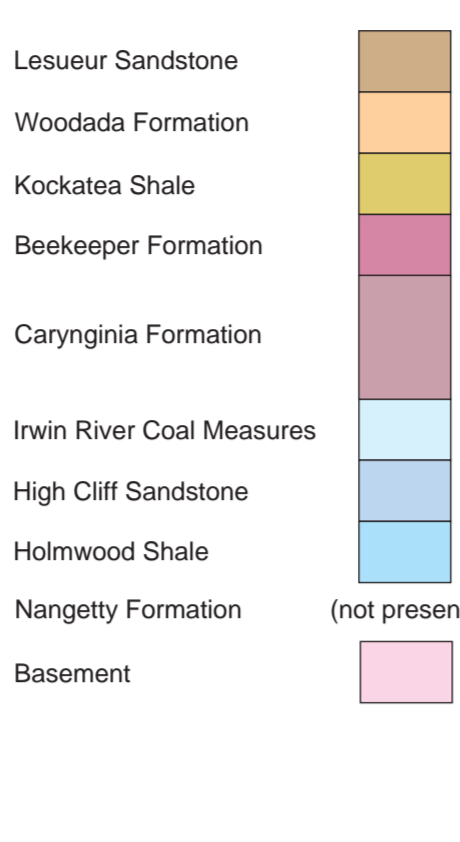 Lesueur Sandstone
Woodada Formation
Kockatea Shale
Beekeeper Formation
Carynginia Formation
Irwin River Coal Measures
High Cliff Sandstone
Holmwood Shale
Nangetty Formation (not presen
Basement